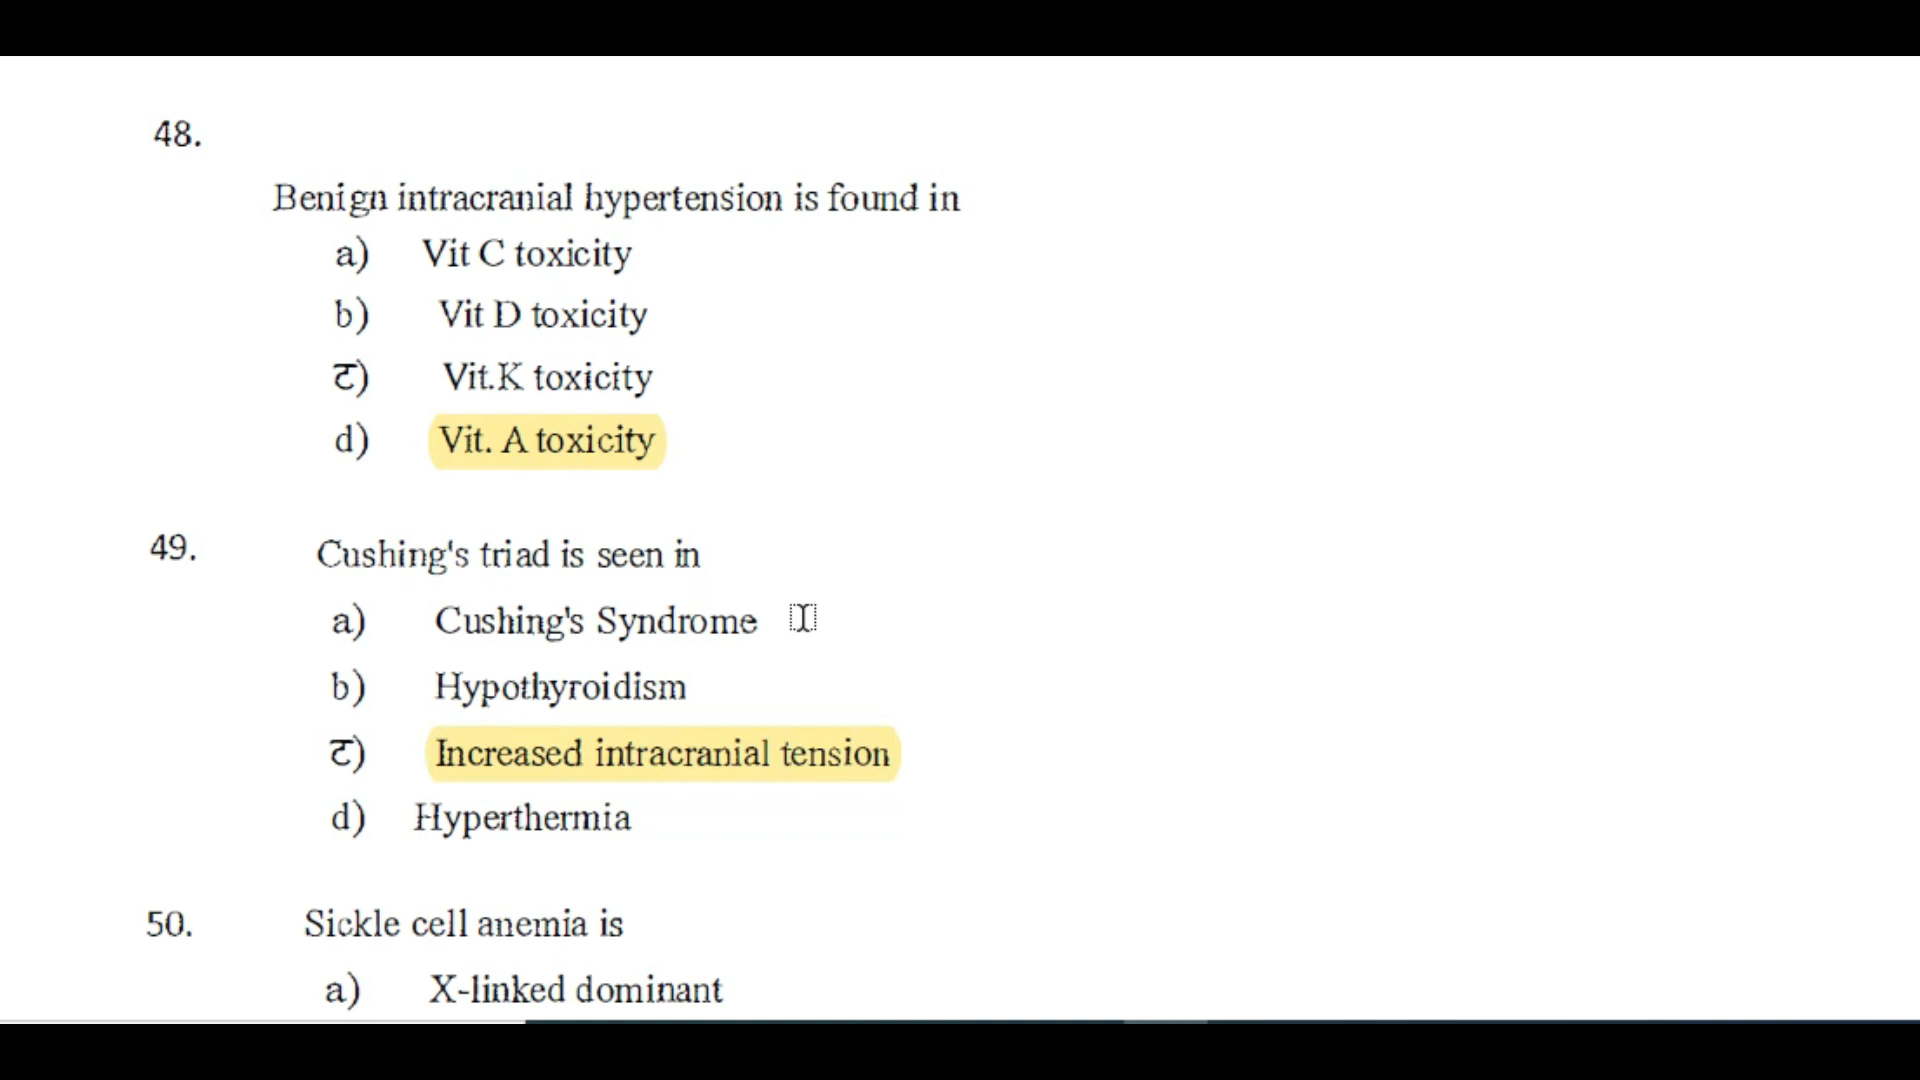 48.
Benign intracranial hypertension is found in
a) Vit C toxicity
b) Vit D toxicity
ट) Vit.K toxicity
d) Vit. A toxicity
49. Cushing's triad is seen in
a) Cushing's Syndrome
b) Hypothyroidism
ट) Increased intracranial tension
d) Hyperthermia
50. Sickle cell anemia is
a) X-linked dominant